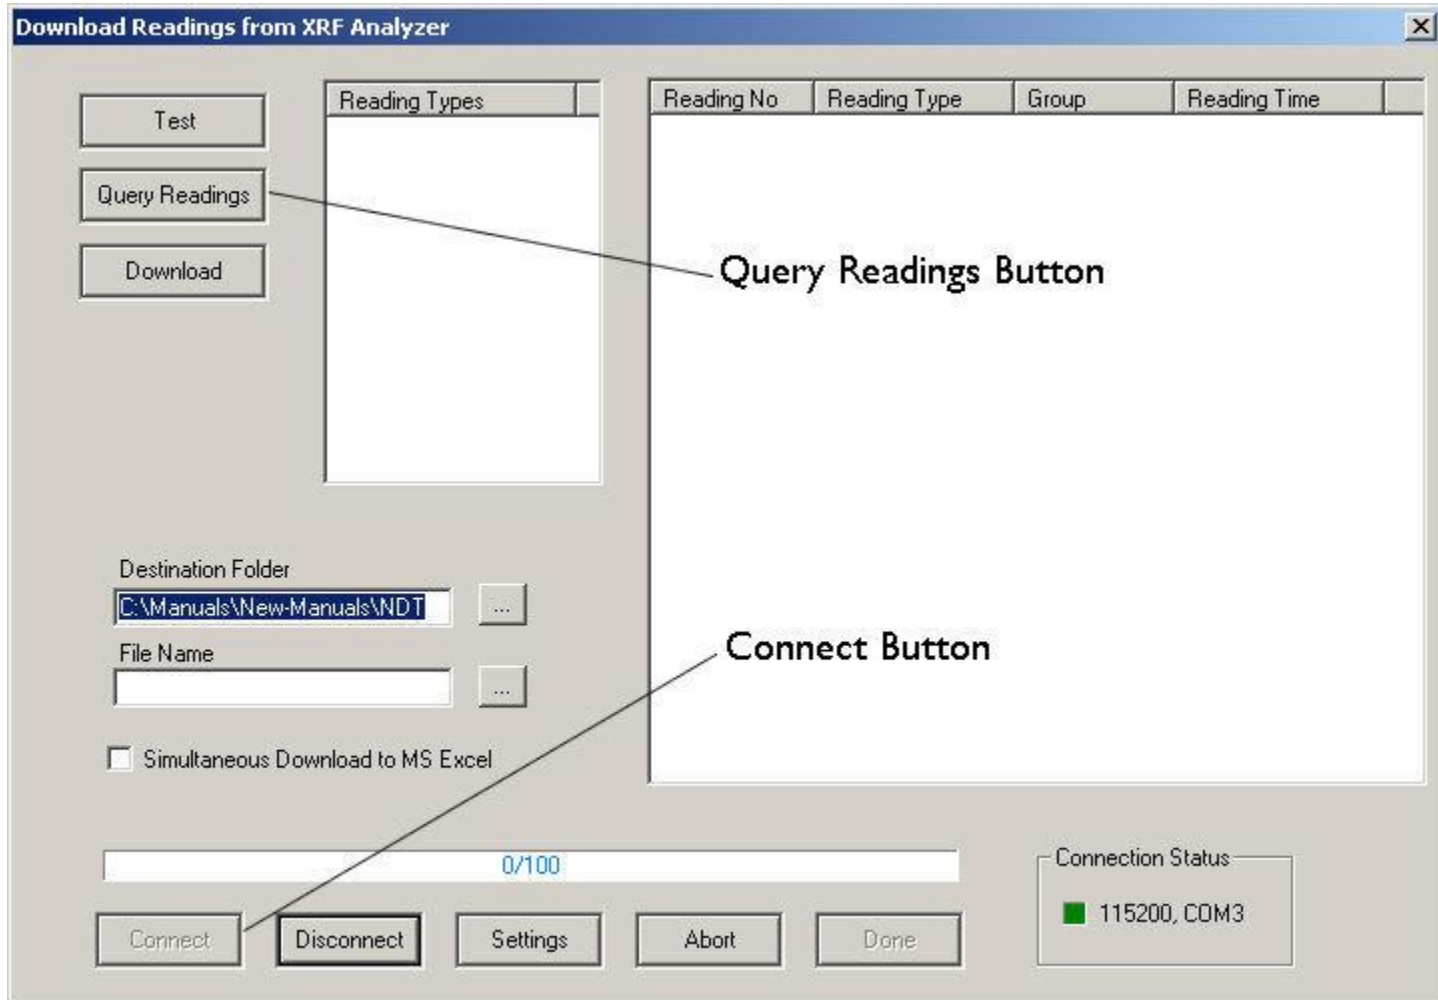 Download Readings from XRF Analyzer
Test
Query Readings
Download
Reading Types
Reading No Reading Type Group Reading Time
Query Readings Button
Destination Folder
C:\Manuals\New-Manuals\NDT
...
File Name
...
Connect Button
Simultaneous Download to MS Excel
0/100
Connection Status
115200, COM3
Connect Disconnect Settings Abort Done